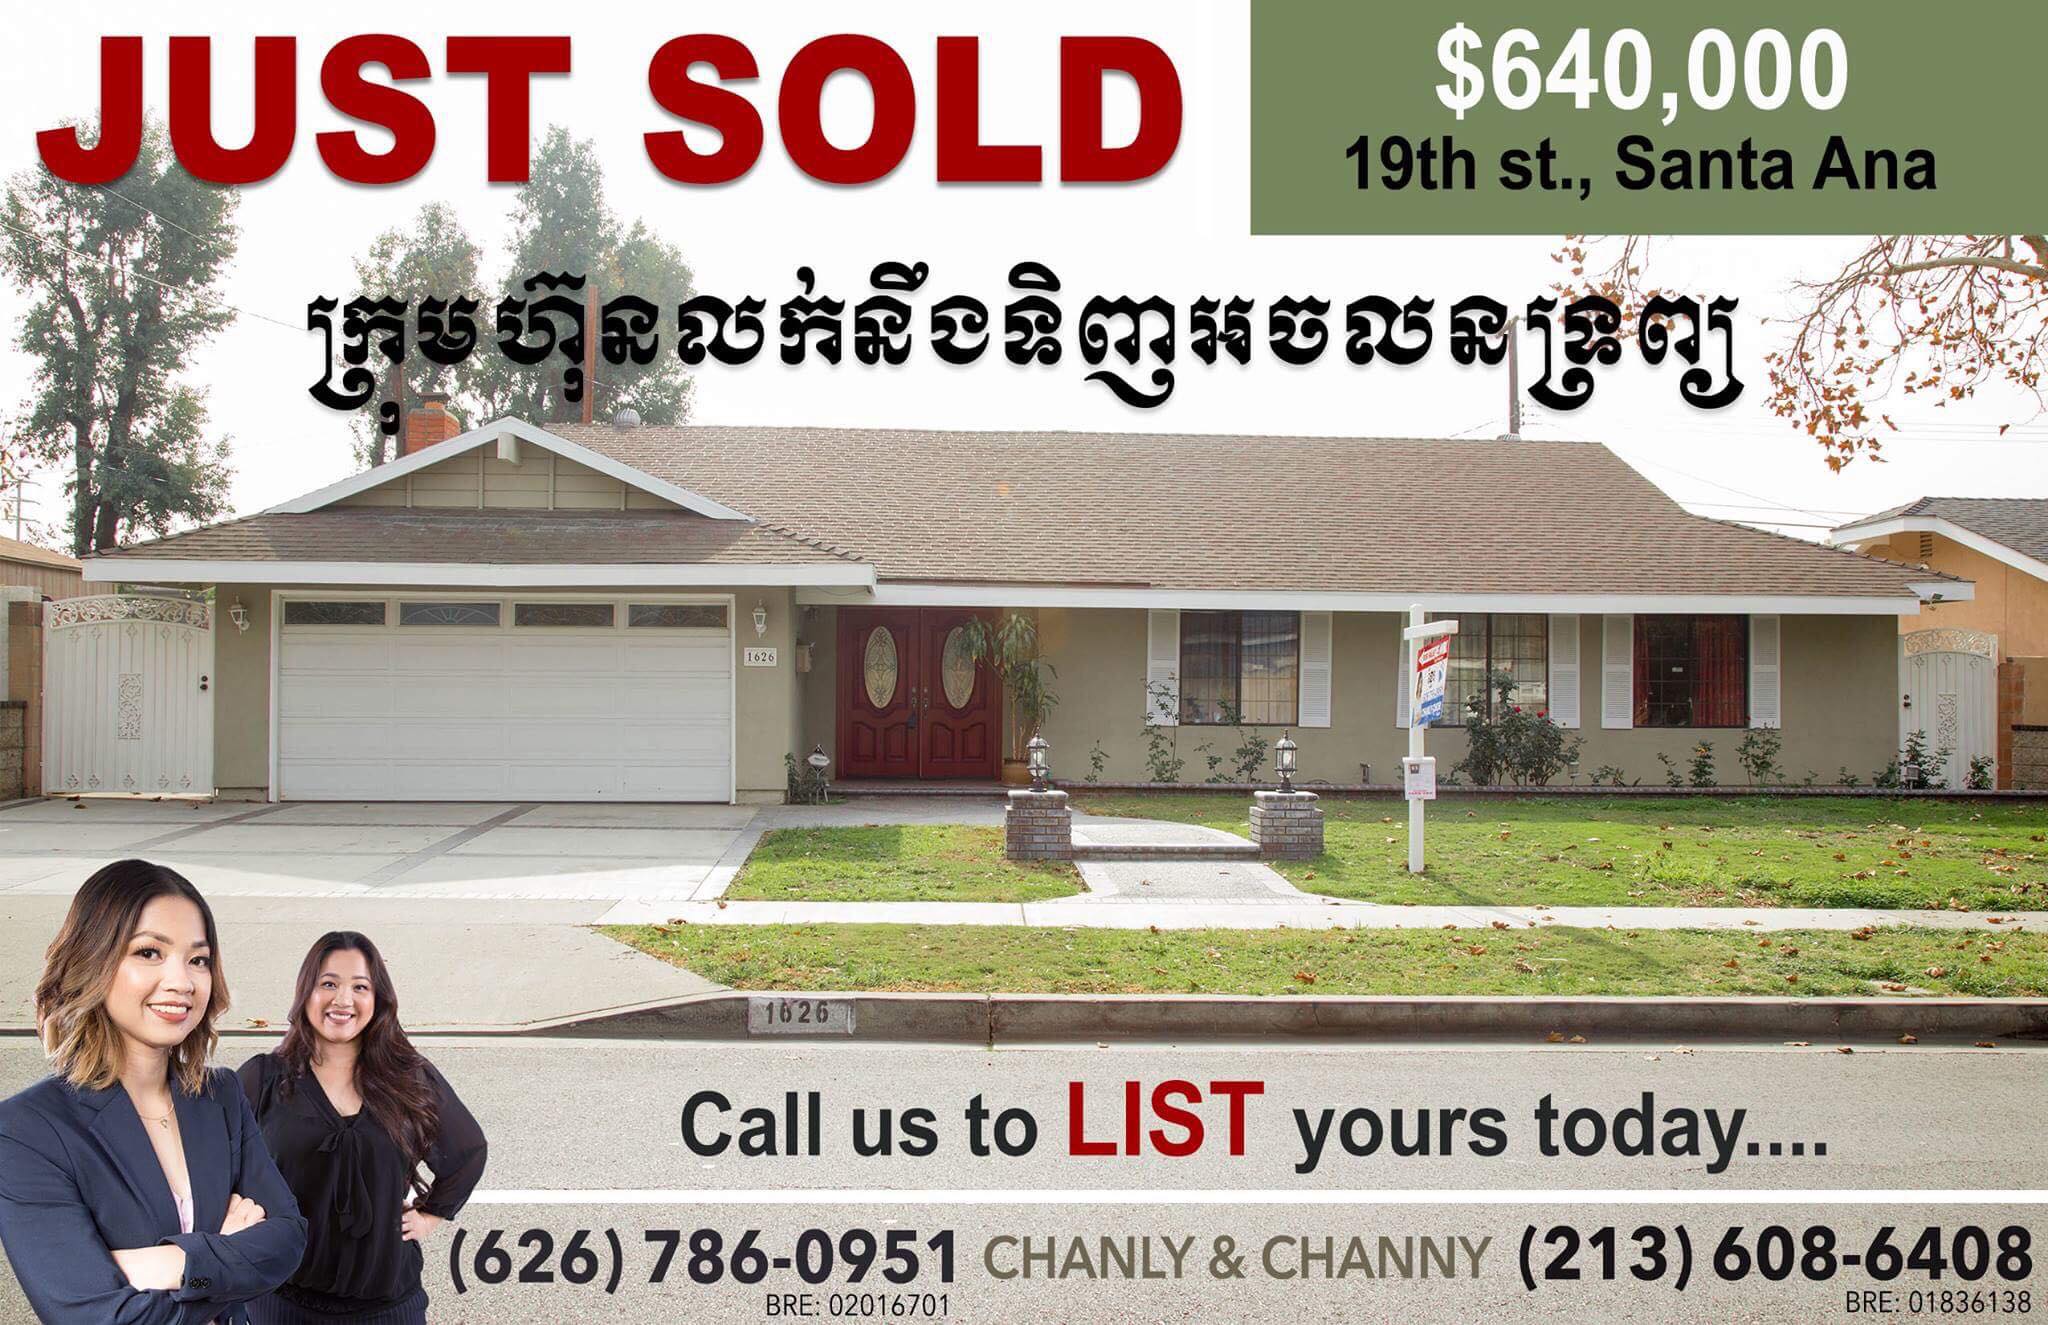 JUST SOLD
$640,000
19th st., Santa Ana
ក្រុមហ៊ុនលក់នឹងទិញអចលនទ្រព្យ
1626
1626
Call us to LIST yours today....
(626) 786-0951 CHANLY & CHANNY (213) 608-6408
BRE: 02016701
BRE: 01836138